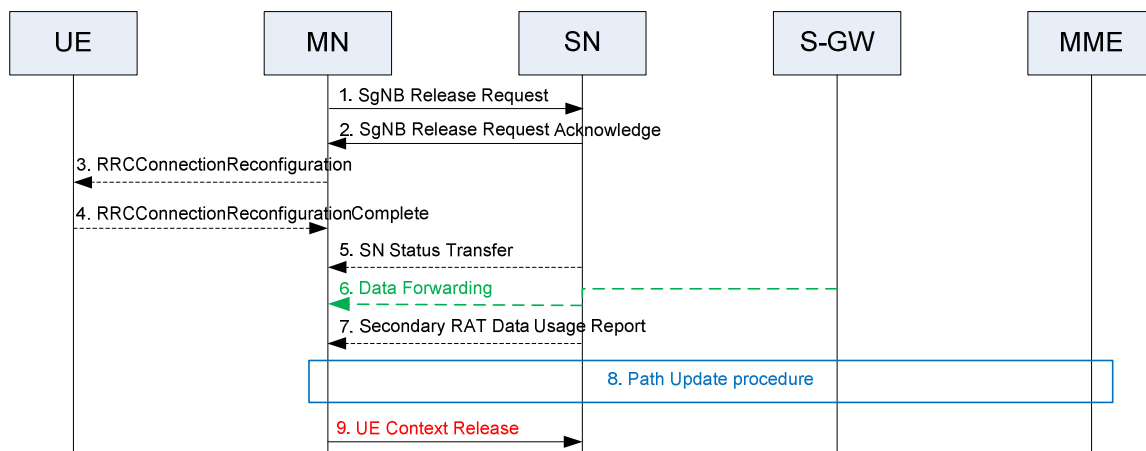 UE
MN
SN
S-GW
MME
1. SgNB Release Request
2. SgNB Release Request Acknowledge
3. RRCConnectionReconfiguration
4. RRCConnectionReconfigurationComplete
5. SN Status Transfer
6. Data Forwarding
7. Secondary RAT Data Usage Report
8. Path Update procedure
9. UE Context Release